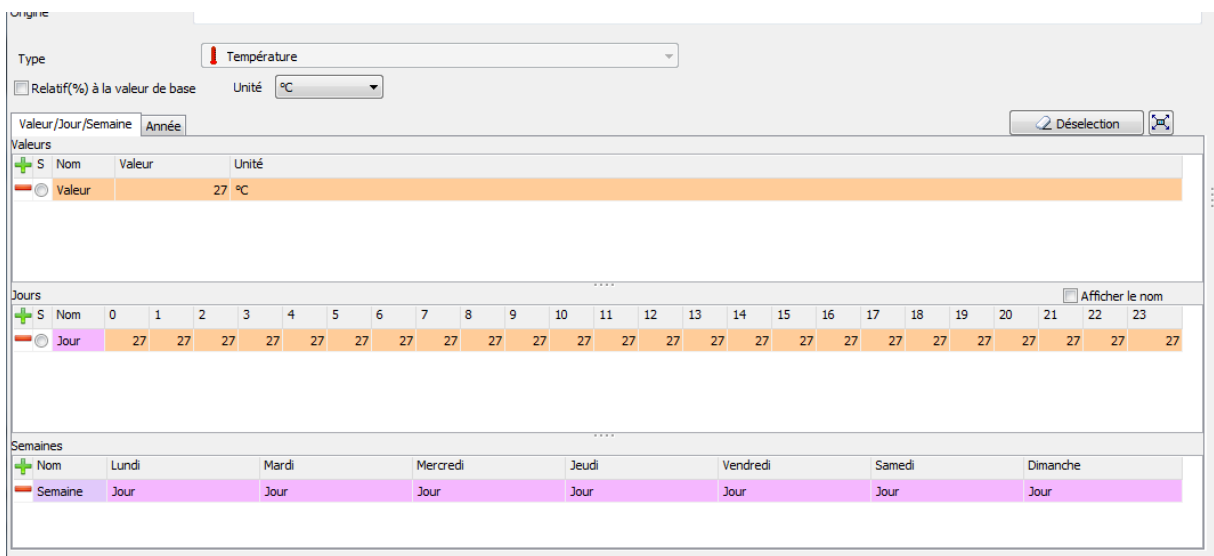 Origine
Type Température
Relatif(%) à la valeur de base Unité °C
Valeur/Jour/Semaine Année Déselection
Valeurs
S Nom Valeur Unité
Valeur 27 °C
Jours Afficher le nom
S Nom 0 1 2 3 4 5 6 7 8 9 10 11 12 13 14 15 16 17 18 19 20 21 22 23
Jour 27 27 27 27 27 27 27 27 27 27 27 27 27 27 27 27 27 27 27 27 27 27 27 27
Semaines
Nom Lundi Mardi Mercredi Jeudi Vendredi Samedi Dimanche
Semaine Jour Jour Jour Jour Jour Jour Jour